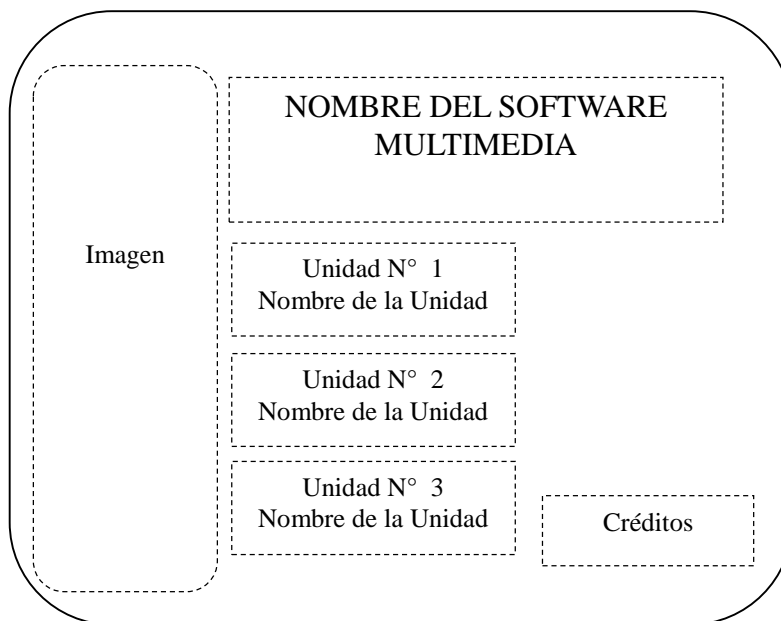 NOMBRE DEL SOFTWARE
MULTIMEDIA
Imagen
Unidad N° 1
Nombre de la Unidad
Unidad N° 2
Nombre de la Unidad
Unidad N° 3
Nombre de la Unidad
Créditos